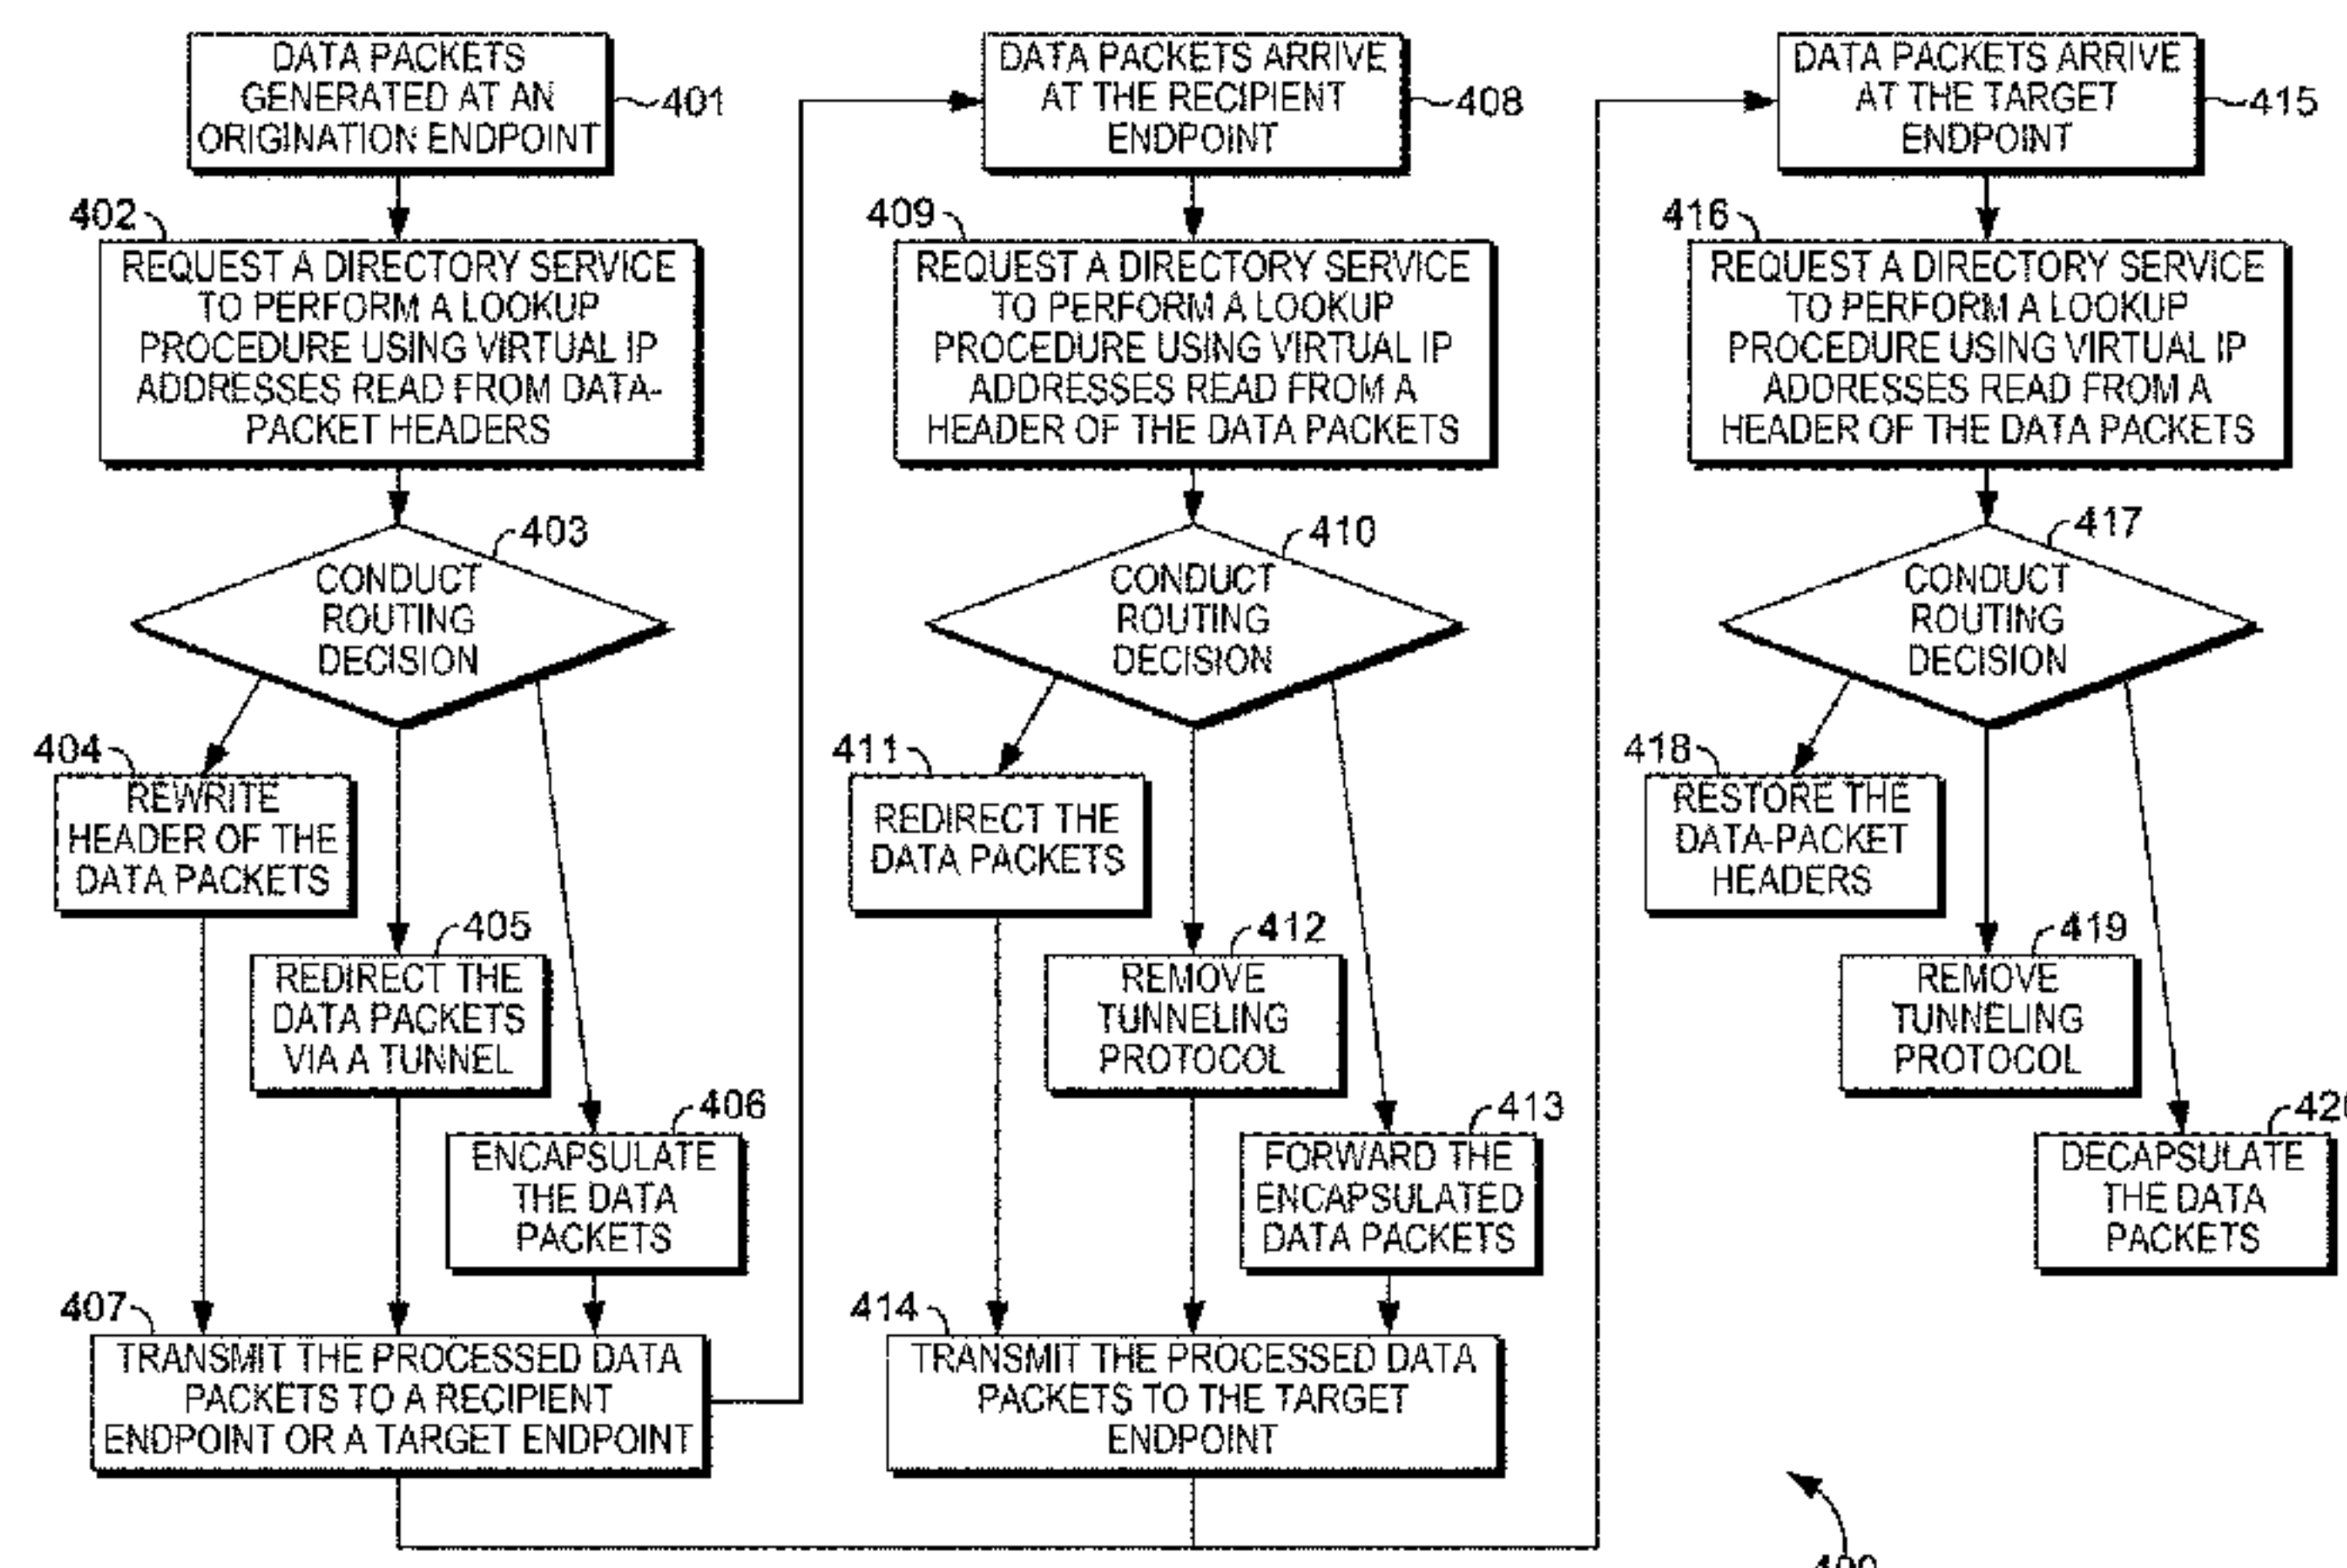 DATA PACKETS
GENERATED AT AN
ORIGINATION ENDPOINT
401
402
REQUEST A DIRECTORY SERVICE
TO PERFORM A LOOKUP
PROCEDURE USING VIRTUAL IP
ADDRESSES READ FROM DATA-
PACKET HEADERS
403
CONDUCT
ROUTING
DECISION
404
REWRITE
HEADER OF THE
DATA PACKETS
405
REDIRECT THE
DATA PACKETS
VIA A TUNNEL
406
ENCAPSULATE
THE DATA
PACKETS
407
TRANSMIT THE PROCESSED DATA
PACKETS TO A RECIPIENT
ENDPOINT OR A TARGET ENDPOINT
DATA PACKETS ARRIVE
AT THE RECIPIENT
ENDPOINT
408
409
REQUEST A DIRECTORY SERVICE
TO PERFORM A LOOKUP
PROCEDURE USING VIRTUAL IP
ADDRESSES READ FROM A
HEADER OF THE DATA PACKETS
410
CONDUCT
ROUTING
DECISION
411
REDIRECT THE
DATA PACKETS
412
REMOVE
TUNNELING
PROTOCOL
413
FORWARD THE
ENCAPSULATED
DATA PACKETS
414
TRANSMIT THE PROCESSED DATA
PACKETS TO THE TARGET
ENDPOINT
DATA PACKETS ARRIVE
AT THE TARGET
ENDPOINT
415
416
REQUEST A DIRECTORY SERVICE
TO PERFORM A LOOKUP
PROCEDURE USING VIRTUAL IP
ADDRESSES READ FROM A
HEADER OF THE DATA PACKETS
417
CONDUCT
ROUTING
DECISION
418
RESTORE THE
DATA-PACKET
HEADERS
419
REMOVE
TUNNELING
PROTOCOL
420
DECAPSULATE
THE DATA
PACKETS